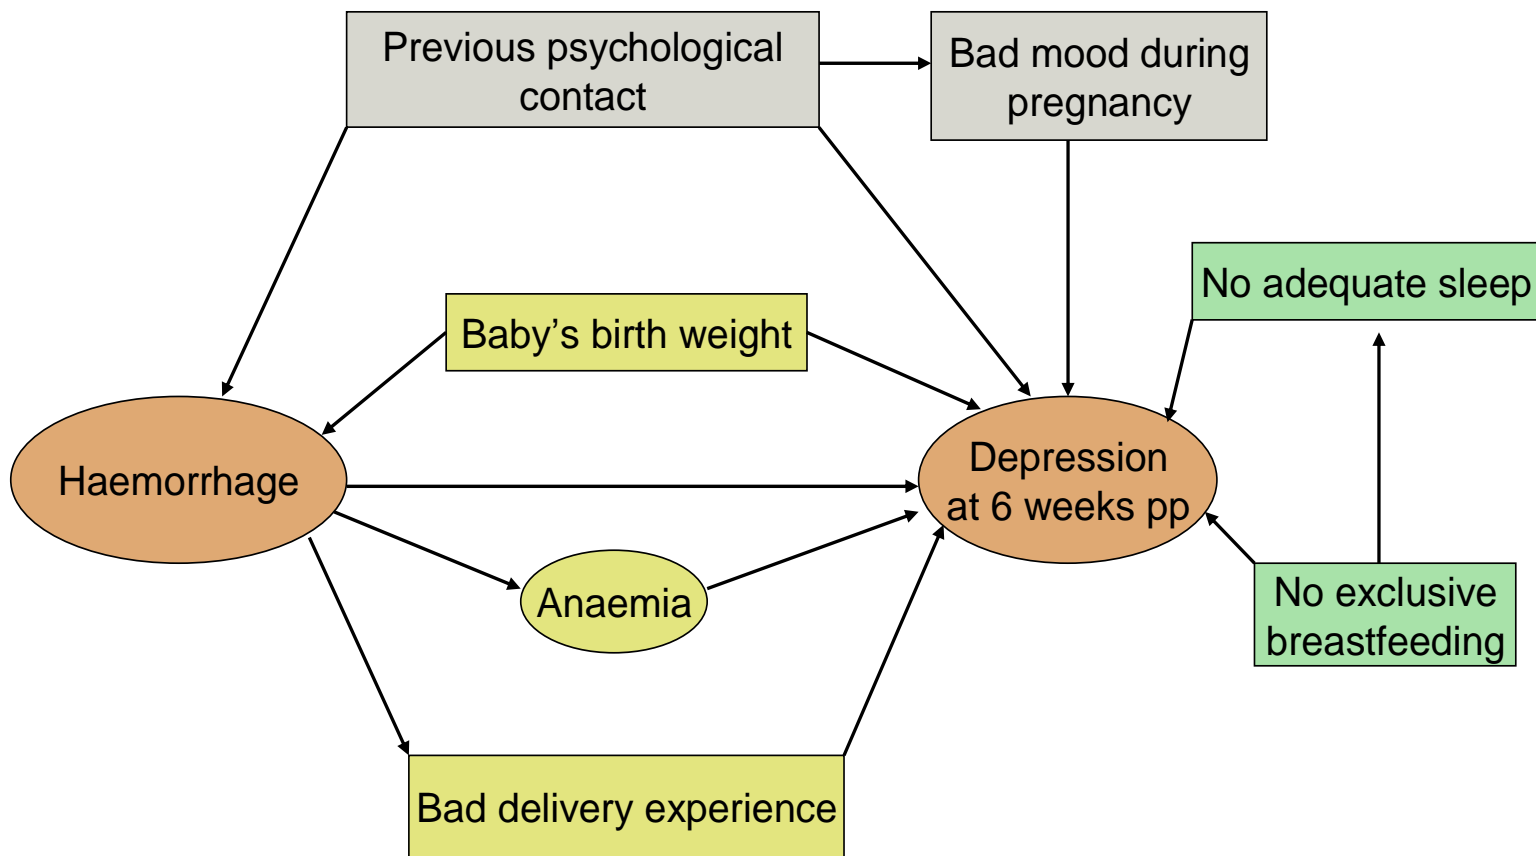 Previous psychological
contact
Bad mood during
pregnancy
No adequate sleep
Baby’s birth weight
Haemorrhage
Depression
at 6 weeks pp
Anaemia
No exclusive
breastfeeding
Bad delivery experience